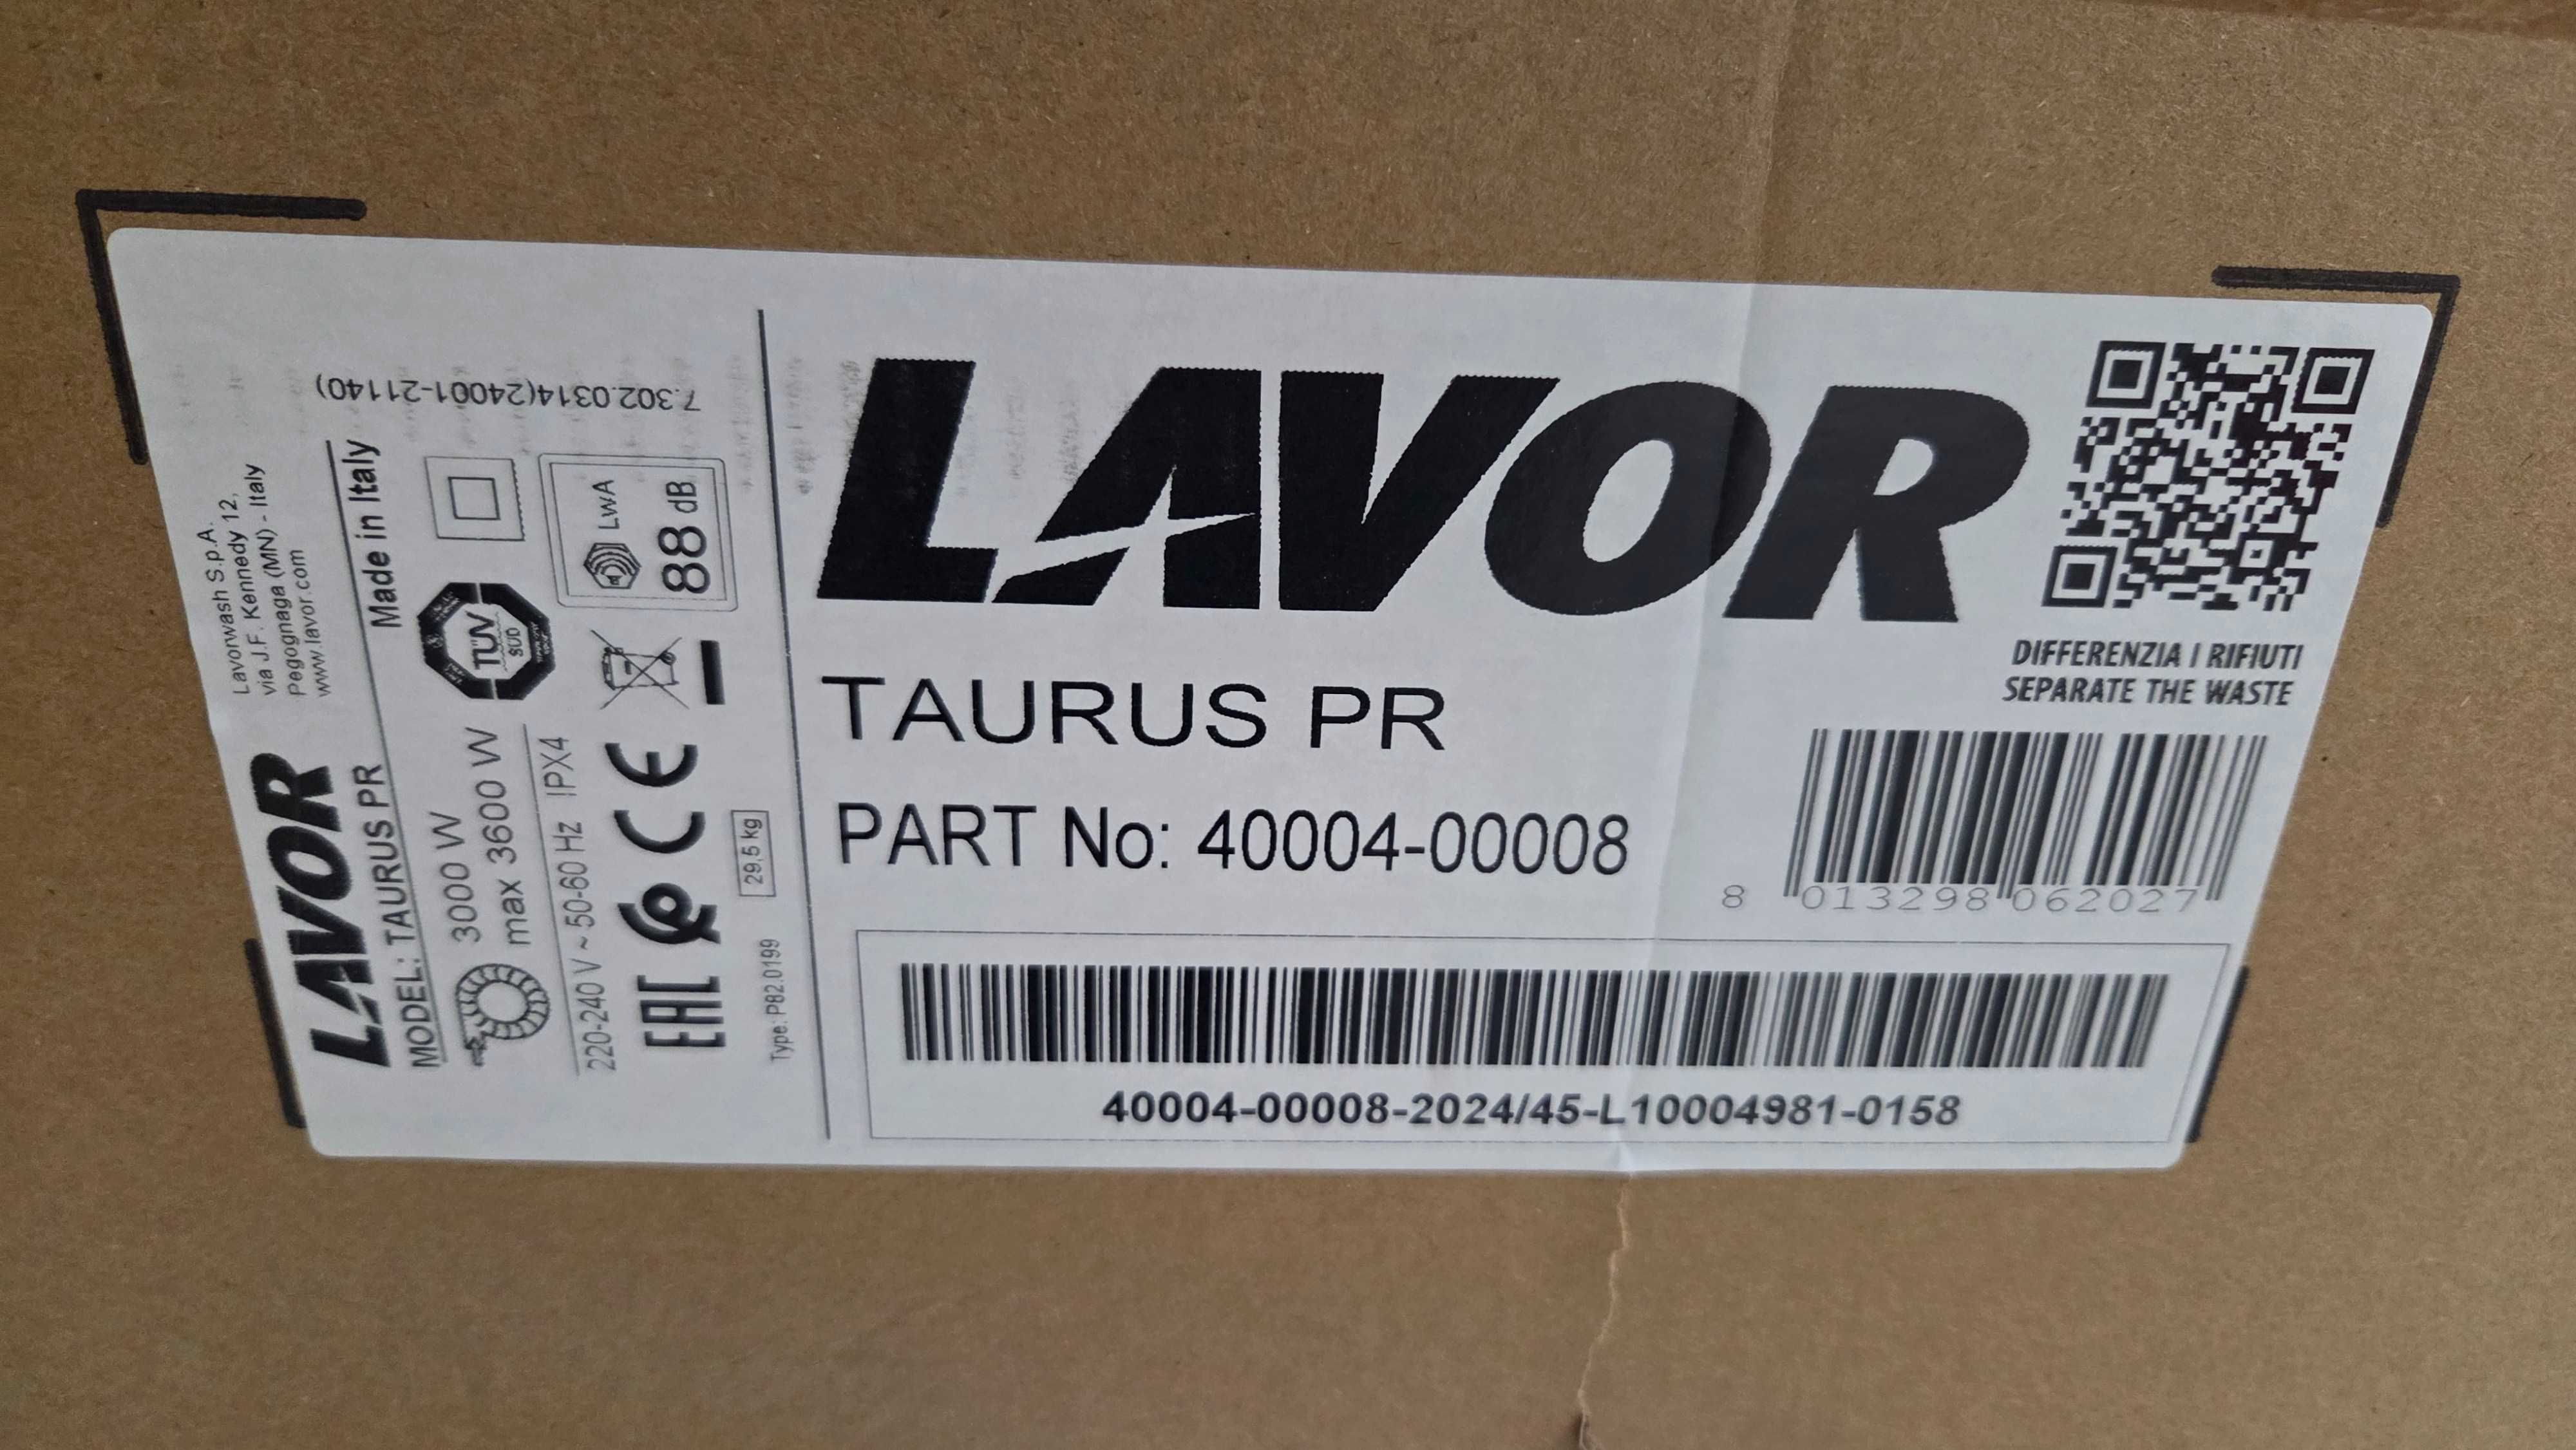 LAVOR
Lavorwash S.p.A.
via J.F. Kennedy 12,
Pegognaga (MN) - Italy
www.lavor.com
MODEL: TAURUS PR
Made in Italy
3000 W
max 3600 W
TÜV
SÜD
220-240 V ~ 50-60 Hz IPX4
LWA
88 dB
EAC
CE
29,5 kg
Type: P82.0199
7.302.0314(24001-21140)
LAVOR
TAURUS PR
PART No: 40004-00008
DIFFERENZIA I RIFIUTI
SEPARATE THE WASTE
8 013298 062027
40004-00008-2024/45-L10004981-0158